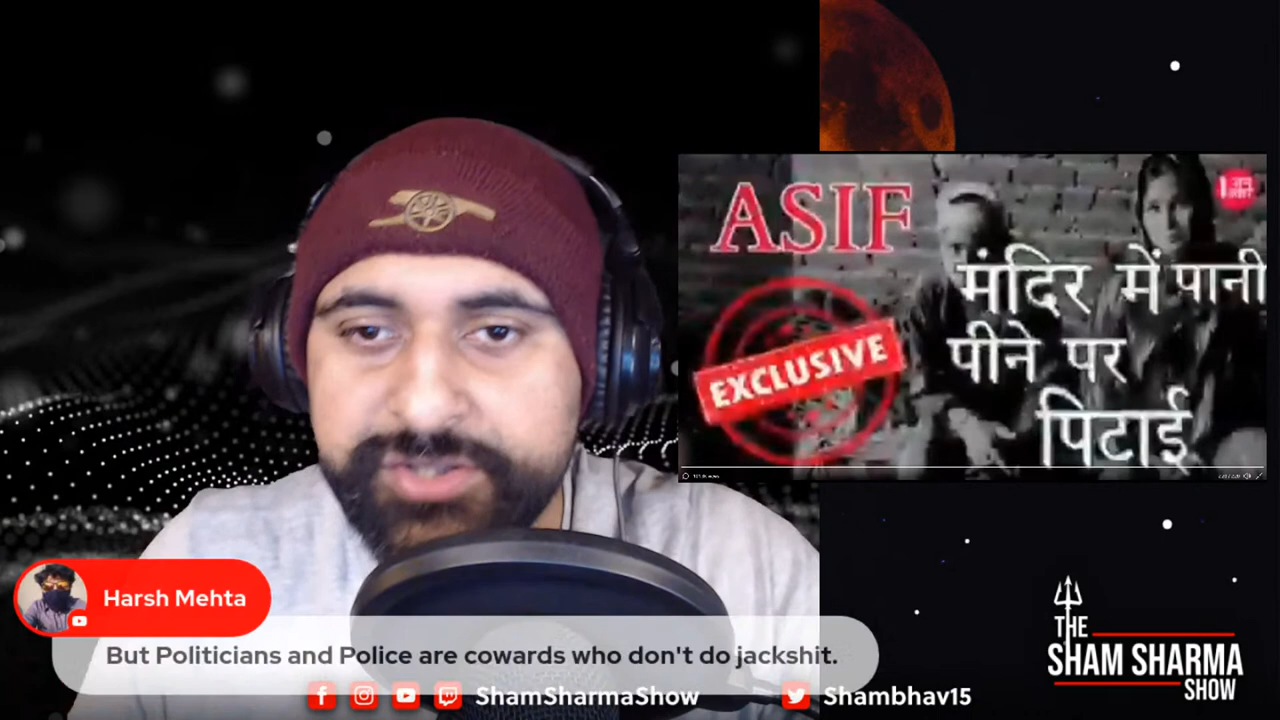 ASIF
मंदिर में पानी
पीने पर
पिटाई
EXCLUSIVE
Harsh Mehta
But Politicians and Police are cowards who don't do jackshit.
ShamSharmaShow
Shambhav15
THE
SHAM SHARMA
SHOW